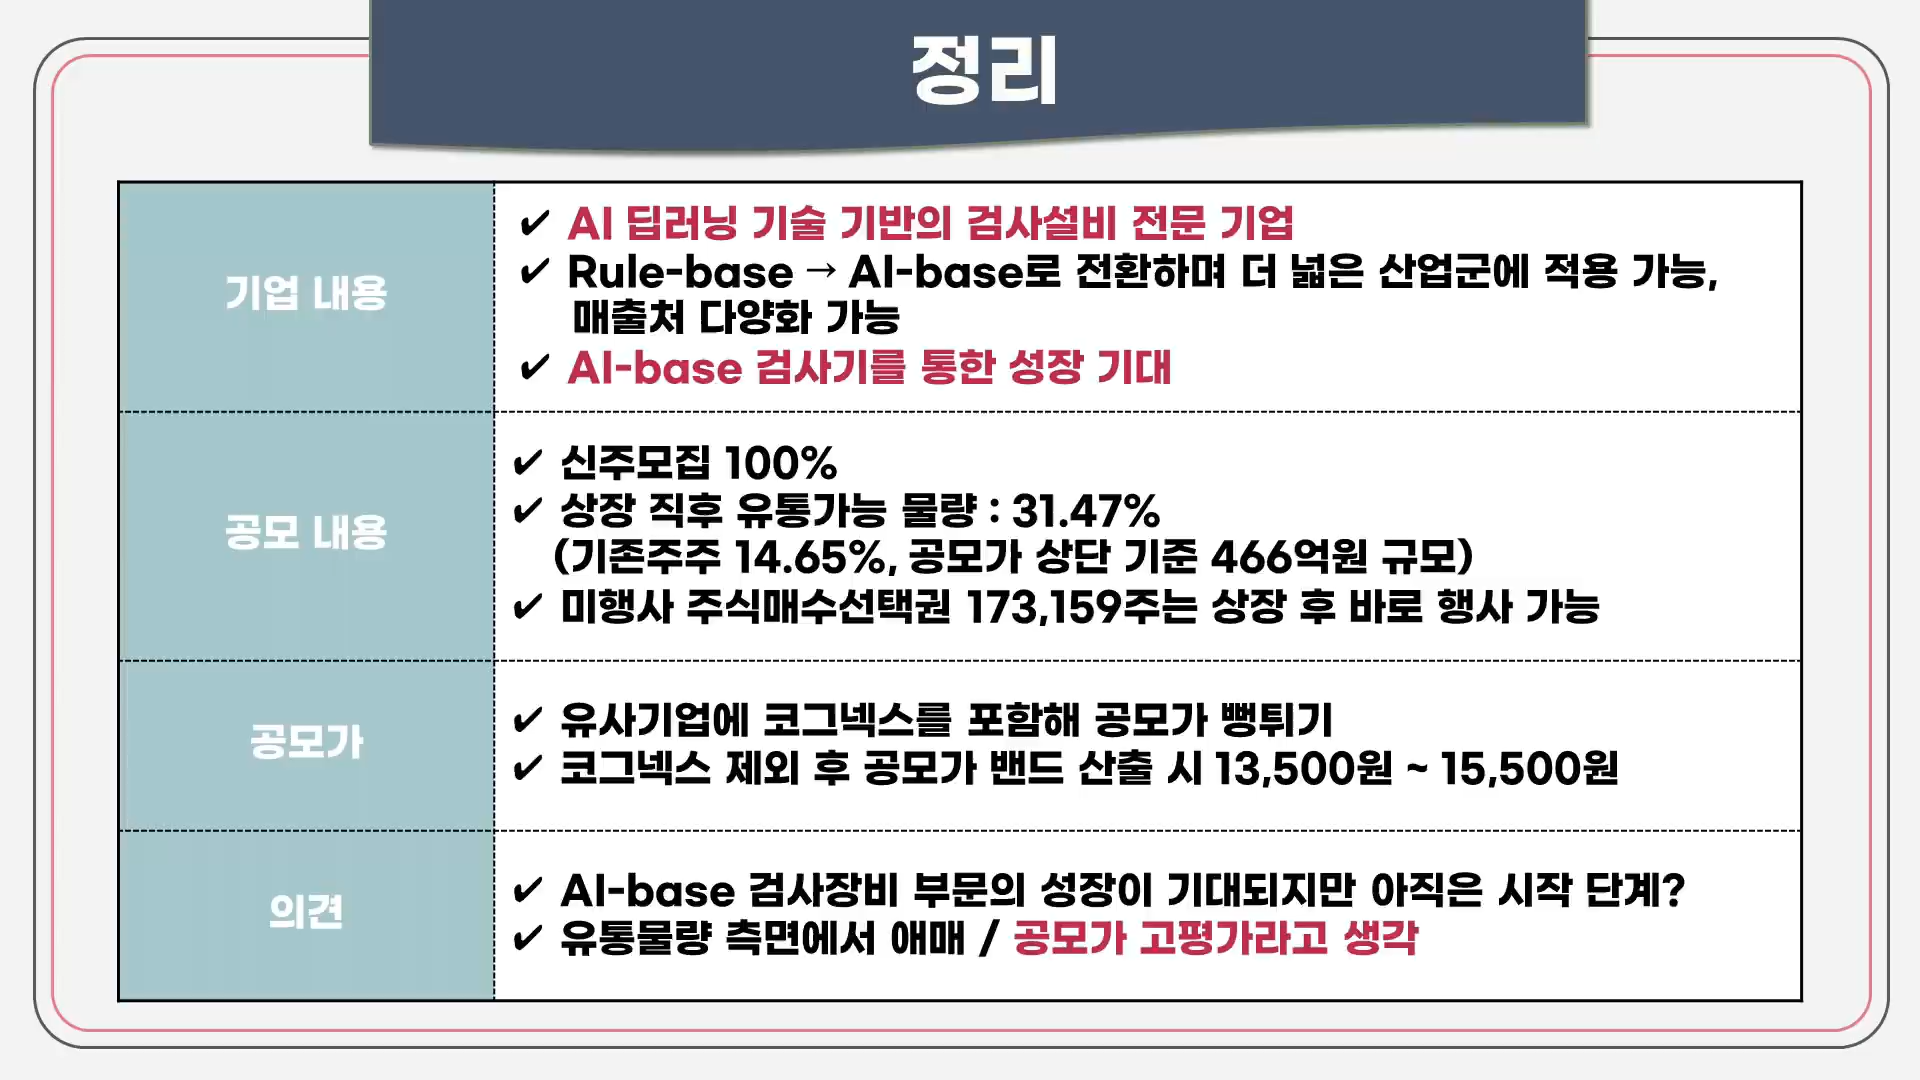 정리
기업 내용
✔ AI 딥러닝 기술 기반의 검사설비 전문 기업
✔ Rule-base → AI-base로 전환하며 더 넓은 산업군에 적용 가능,
매출처 다양화 가능
✔ AI-base 검사기를 통한 성장 기대
공모 내용
✔ 신주모집 100%
✔ 상장 직후 유통가능 물량 : 31.47%
(기존주주 14.65%, 공모가 상단 기준 466억원 규모)
✔ 미행사 주식매수선택권 173,159주는 상장 후 바로 행사 가능
공모가
✔ 유사기업에 코그넥스를 포함해 공모가 뻥튀기
✔ 코그넥스 제외 후 공모가 밴드 산출 시 13,500원 ~ 15,500원
의견
✔ AI-base 검사장비 부문의 성장이 기대되지만 아직은 시작 단계?
✔ 유통물량 측면에서 애매 / 공모가 고평가라고 생각